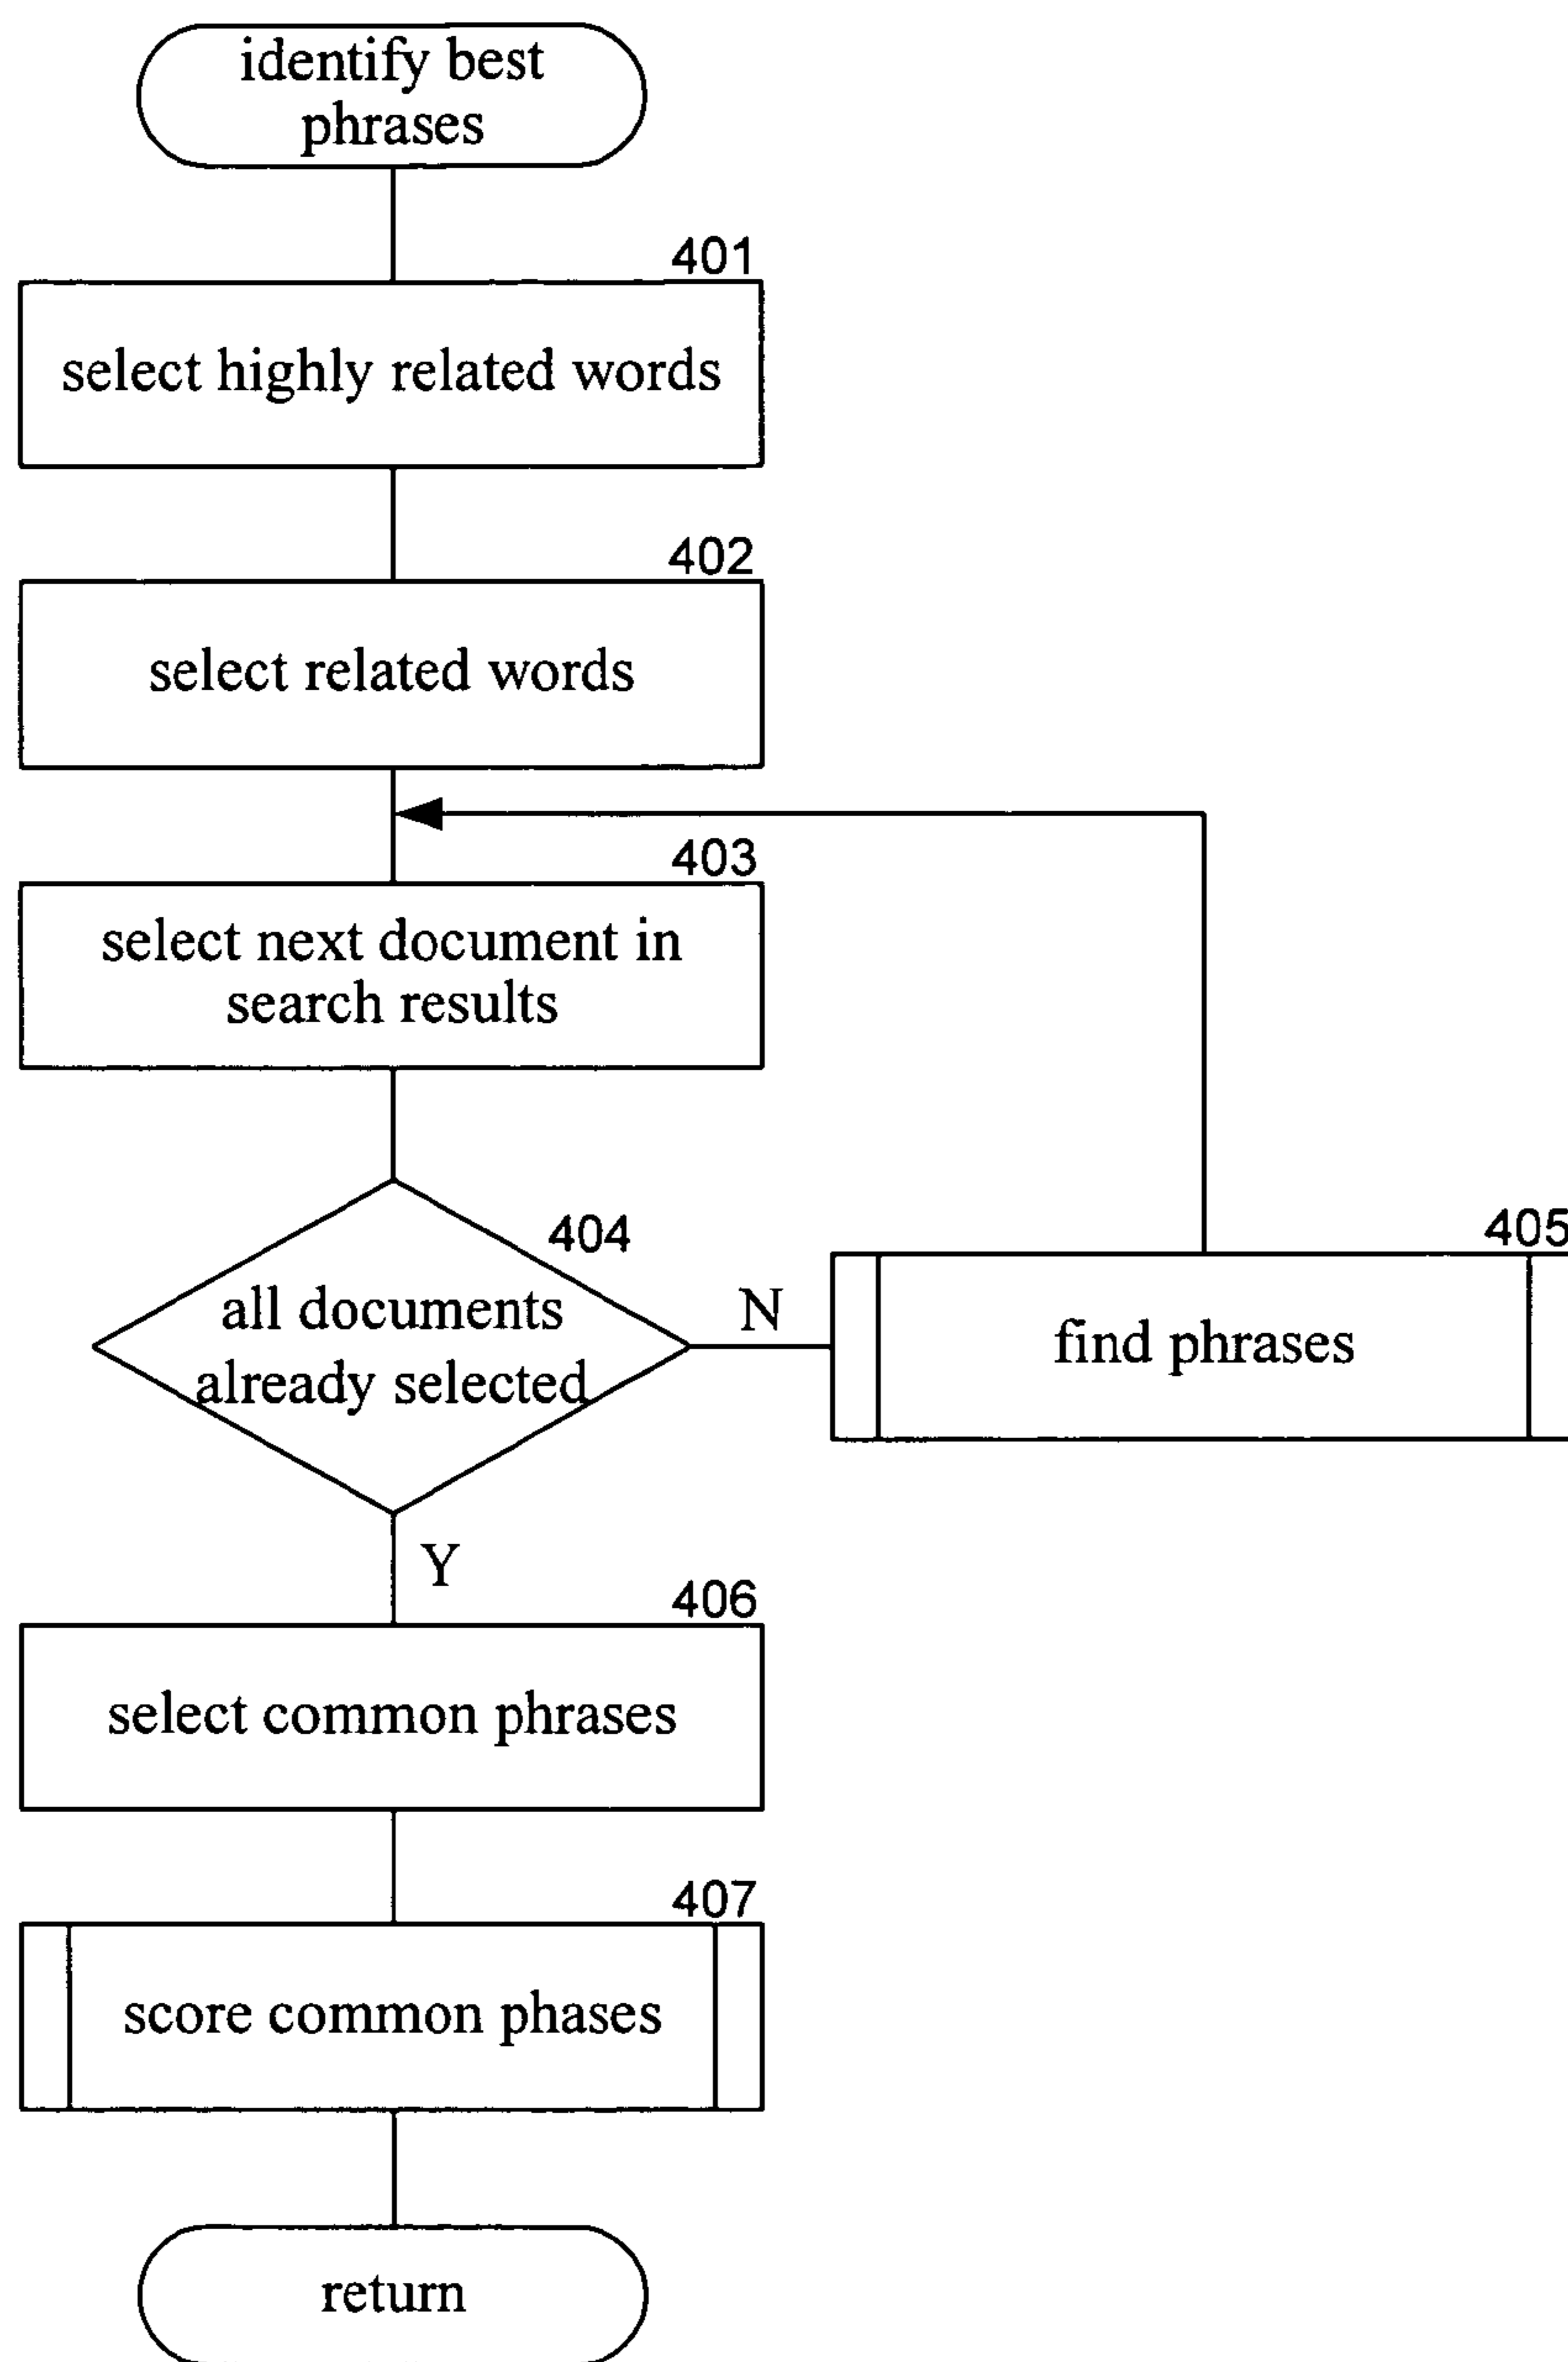 identify best
phrases
401
select highly related words
402
select related words
403
select next document in
search results
404
all documents
already selected
N
405
find phrases
Y
406
select common phrases
407
score common phases
return